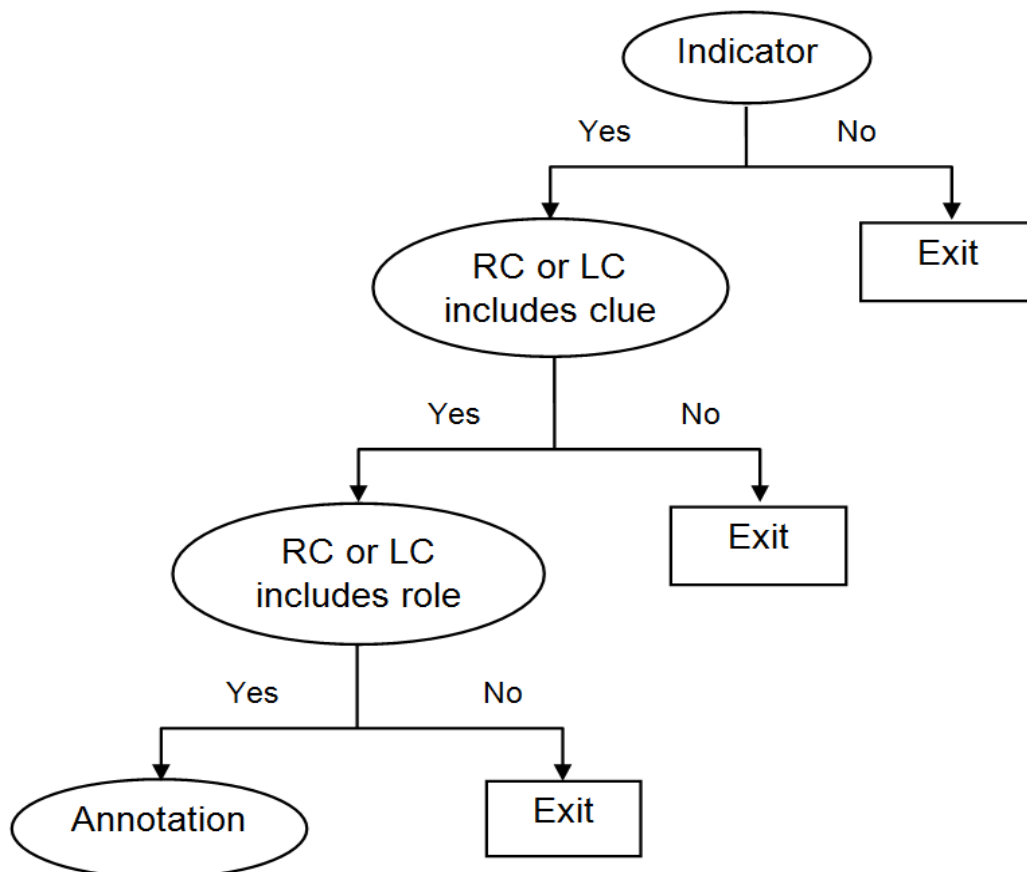 Indicator
Yes
No
RC or LC
includes clue
Exit
Yes
No
RC or LC
includes role
Exit
Yes
No
Annotation
Exit